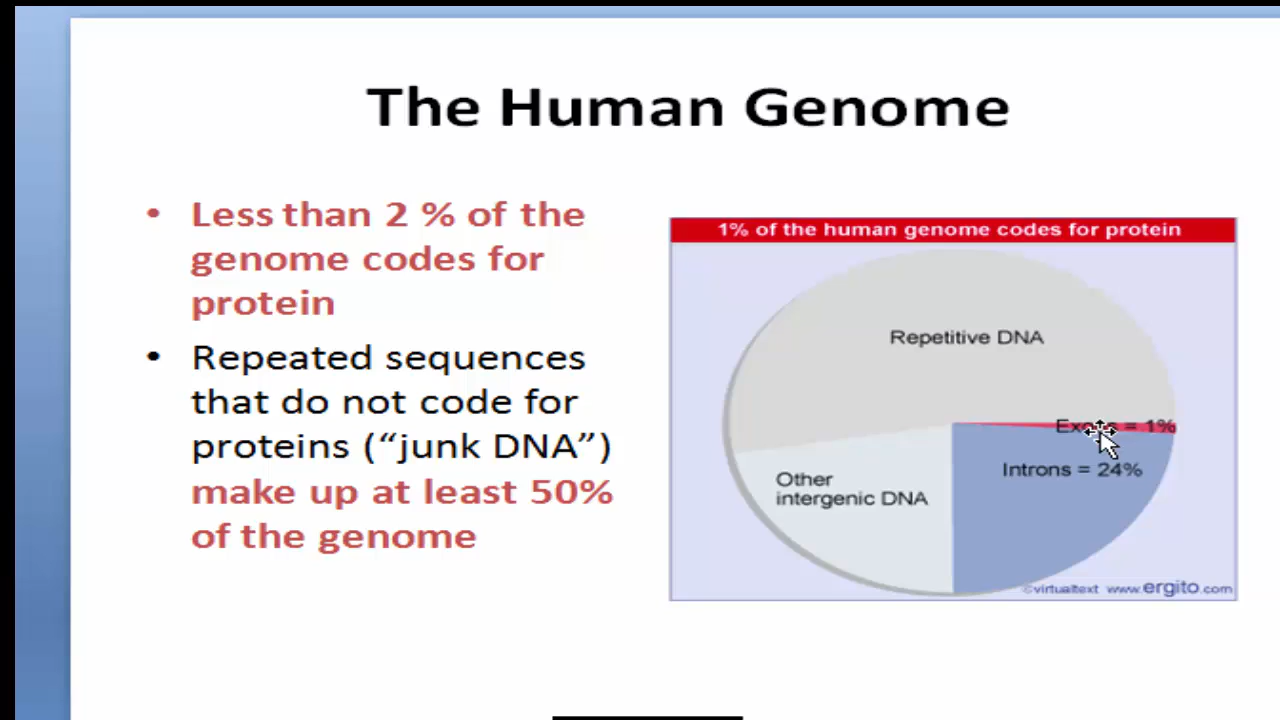 The Human Genome
• Less than 2 % of the
genome codes for
protein
• Repeated sequences
that do not code for
proteins (“junk DNA”)
make up at least 50%
of the genome
1% of the human genome codes for protein
Repetitive DNA
= 1%
Introns = 24%
Other
intergenic DNA
©virtualtext www.ergito.com